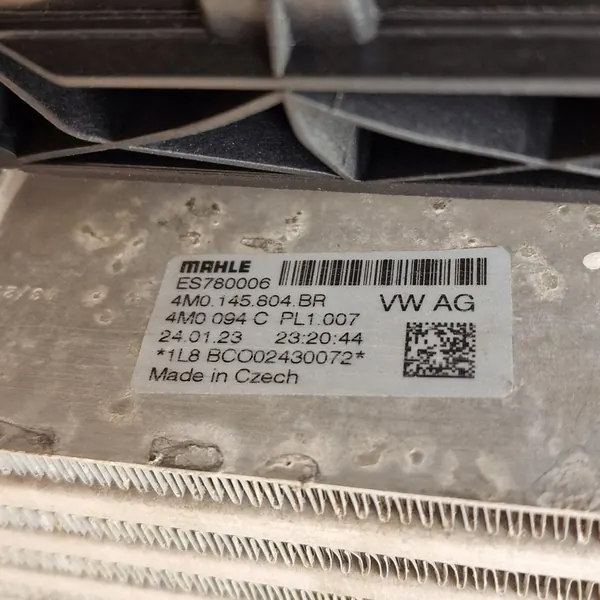 MAHLE
ES780006
4M0.145.804.BR VW AG
4M0 094 C PL1.007
24.01.23 23:20:44
*1L8 BCO02430072*
Made in Czech